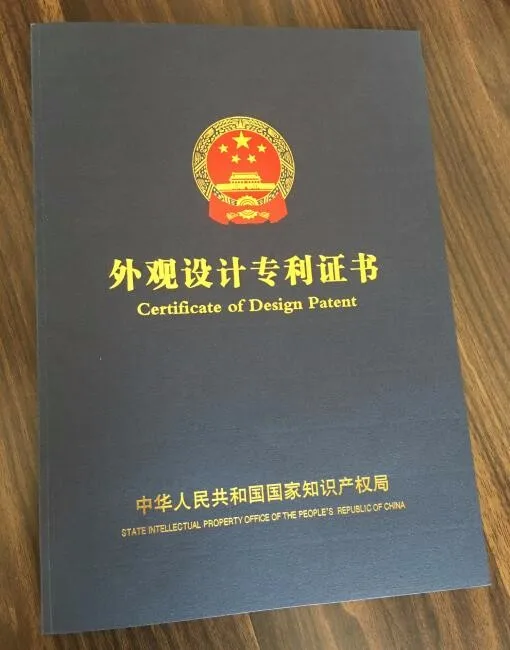 外观设计专利证书
Certificate of Design Patent
中华人民共和国国家知识产权局
STATE INTELLECTUAL PROPERTY OFFICE OF THE PEOPLE'S REPUBLIC OF CHINA